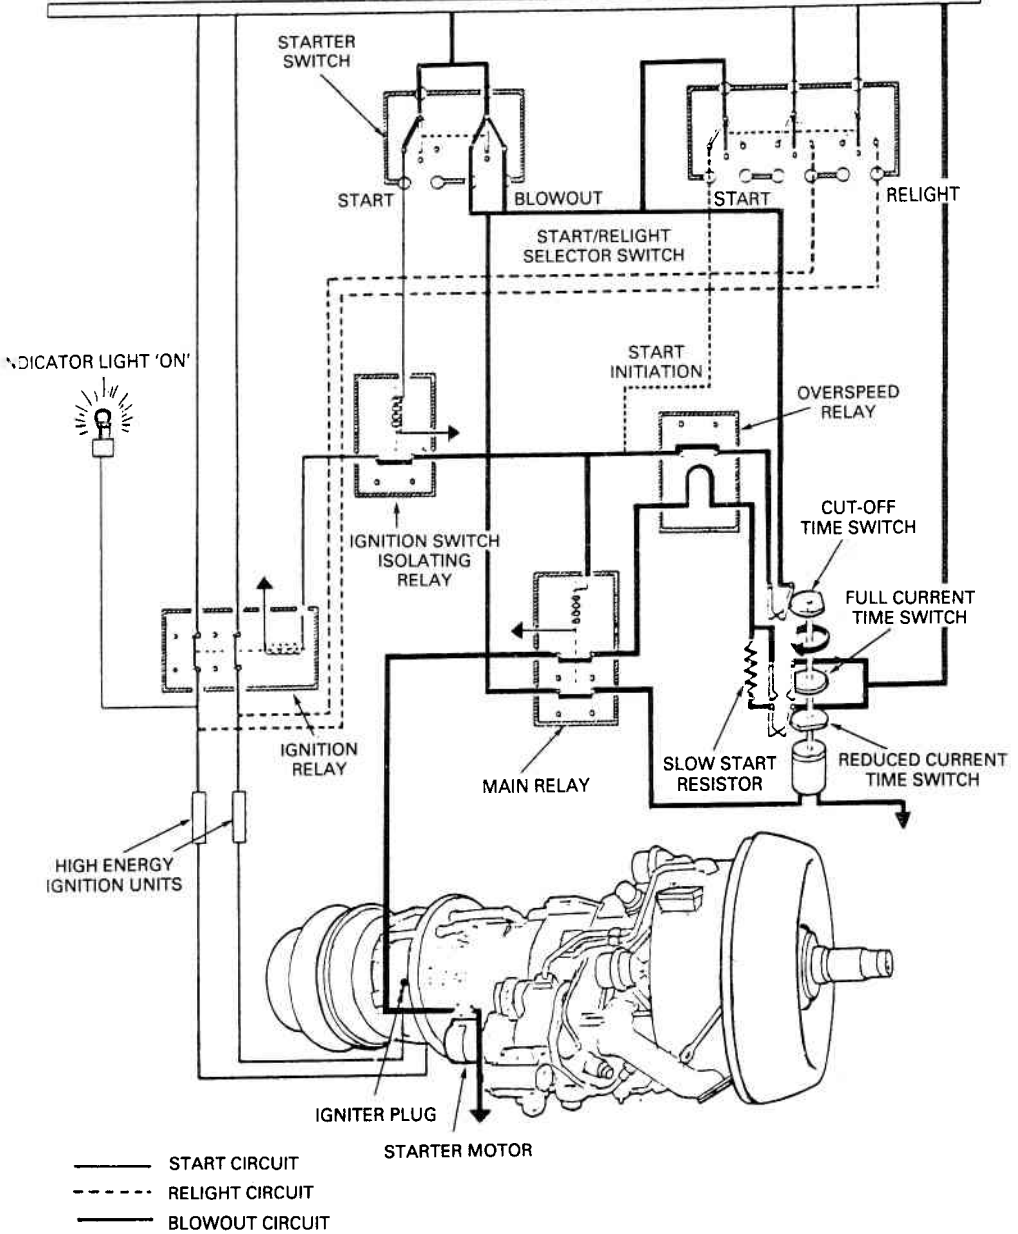 STARTER
SWITCH
START
BLOWOUT
START
RELIGHT
START/RELIGHT
SELECTOR SWITCH
START
INITIATION
NDICATOR LIGHT 'ON'
OVERSPEED
RELAY
IGNITION SWITCH
ISOLATING
RELAY
CUT-OFF
TIME SWITCH
FULL CURRENT
TIME SWITCH
IGNITION
RELAY
MAIN RELAY
SLOW START
RESISTOR
REDUCED CURRENT
TIME SWITCH
HIGH ENERGY
IGNITION UNITS
IGNITER PLUG
STARTER MOTOR
START CIRCUIT
RELIGHT CIRCUIT
BLOWOUT CIRCUIT